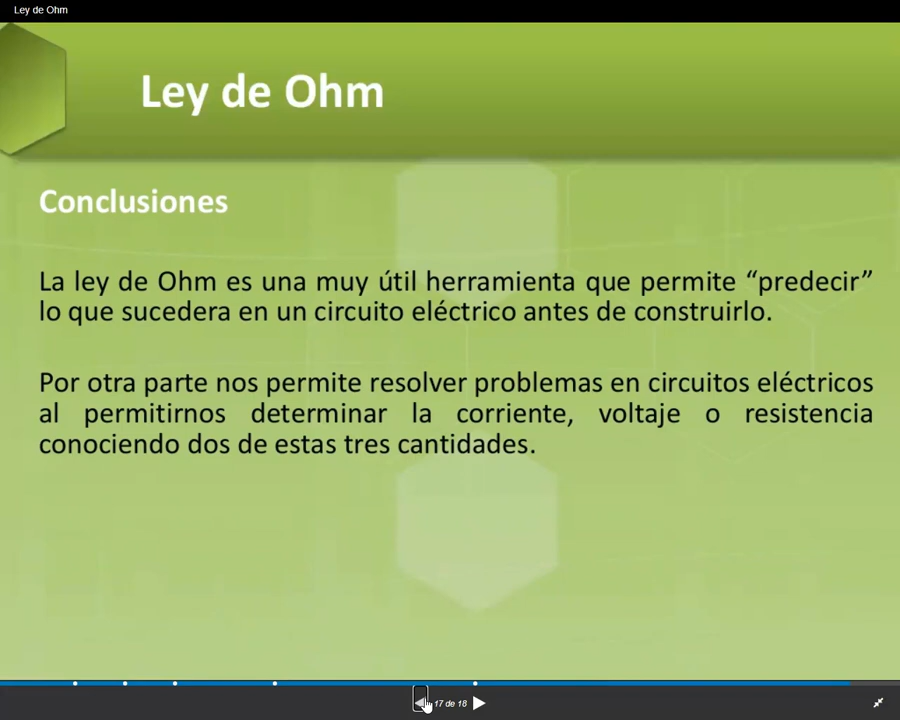 Ley de Ohm
Ley de Ohm
Conclusiones
La ley de Ohm es una muy útil herramienta que permite “predecir”
lo que sucedera en un circuito eléctrico antes de construirlo.
Por otra parte nos permite resolver problemas en circuitos eléctricos
al permitirnos determinar la corriente, voltaje o resistencia
conociendo dos de estas tres cantidades.
17 de 18